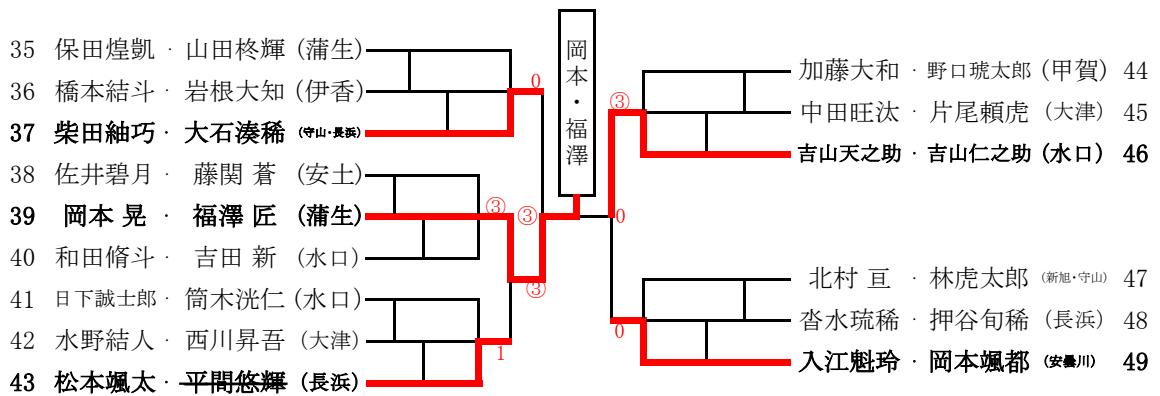 35 保田煌凱 · 山田柊輝 (蒲生)
36 橋本結斗 · 岩根大知 (伊香)
37 柴田紬巧 · 大石湊稀 (守山・長浜)
38 佐井碧月 · 藤関 蒼 (安土)
39 岡本 晃 · 福澤 匠 (蒲生)
40 和田脩斗 · 吉田 新 (水口)
41 日下誠士郎 · 筒木洸仁 (水口)
42 水野結人 · 西川昇吾 (大津)
43 松本颯太 · 平間悠輝 (長浜)
0
③
③
③
1
岡本・福澤
③
0
0
加藤大和 · 野口琥太郎 (甲賀) 44
中田旺汰 · 片尾頼虎 (大津) 45
吉山天之助 · 吉山仁之助 (水口) 46
北村 亘 · 林虎太郎 (新旭・守山) 47
沓水琉稀 · 押谷旬稀 (長浜) 48
入江魁玲 · 岡本颯都 (安曇川) 49